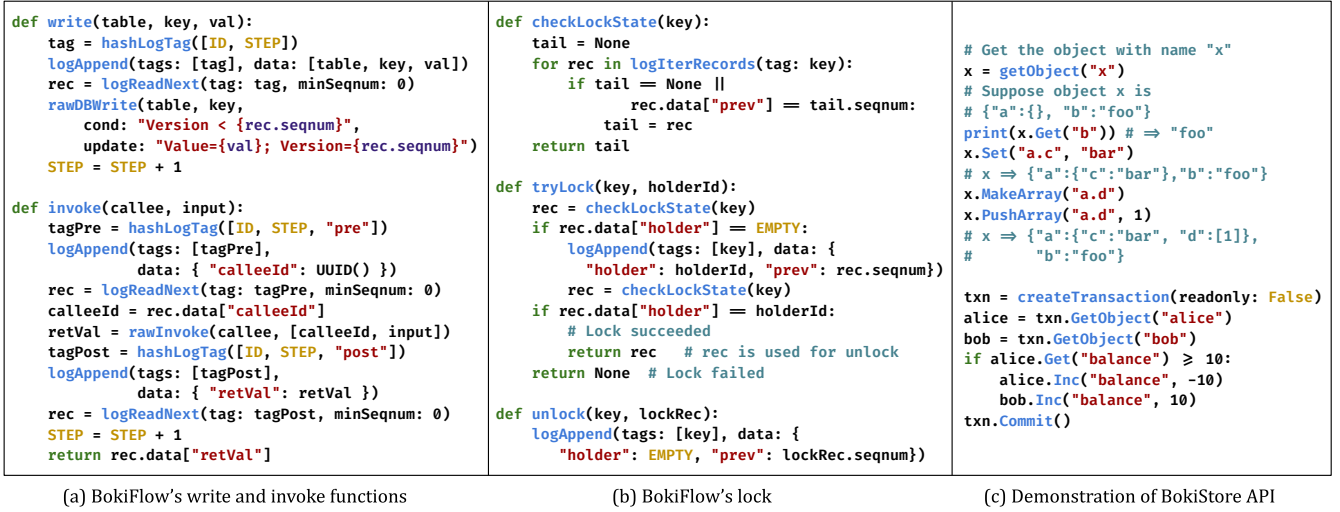 def write(table, key, val):
    tag = hashLogTag([ID, STEP])
    logAppend(tags: [tag], data: [table, key, val])
    rec = logReadNext(tag: tag, minSeqnum: 0)
    rawDBWrite(table, key,
        cond: "Version < {rec.seqnum}",
        update: "Value={val}; Version={rec.seqnum}")
    STEP = STEP + 1

def invoke(callee, input):
    tagPre = hashLogTag([ID, STEP, "pre"])
    logAppend(tags: [tagPre],
              data: { "calleeId": UUID() })
    rec = logReadNext(tag: tagPre, minSeqnum: 0)
    calleeId = rec.data["calleeId"]
    retVal = rawInvoke(callee, [calleeId, input])
    tagPost = hashLogTag([ID, STEP, "post"])
    logAppend(tags: [tagPost],
              data: { "retVal": retVal })
    rec = logReadNext(tag: tagPost, minSeqnum: 0)
    STEP = STEP + 1
    return rec.data["retVal"]
(a) BokiFlow's write and invoke functions

def checkLockState(key):
    tail = None
    for rec in logIterRecords(tag: key):
        if tail == None ||
               rec.data["prev"] == tail.seqnum:
            tail = rec
    return tail

def tryLock(key, holderId):
    rec = checkLockState(key)
    if rec.data["holder"] == EMPTY:
        logAppend(tags: [key], data: {
          "holder": holderId, "prev": rec.seqnum})
        rec = checkLockState(key)
    if rec.data["holder"] == holderId:
        # Lock succeeded
        return rec   # rec is used for unlock
    return None  # Lock failed

def unlock(key, lockRec):
    logAppend(tags: [key], data: {
       "holder": EMPTY, "prev": lockRec.seqnum})
(b) BokiFlow's lock

# Get the object with name "x"
x = getObject("x")
# Suppose object x is
# {"a":{}, "b":"foo"}
print(x.Get("b")) # => "foo"
x.Set("a.c", "bar")
# x => {"a":{"c":"bar"},"b":"foo"}
x.MakeArray("a.d")
x.PushArray("a.d", 1)
# x => {"a":{"c":"bar", "d":[1]},
#       "b":"foo"}

txn = createTransaction(readonly: False)
alice = txn.GetObject("alice")
bob = txn.GetObject("bob")
if alice.Get("balance") >= 10:
    alice.Inc("balance", -10)
    bob.Inc("balance", 10)
txn.Commit()
(c) Demonstration of BokiStore API